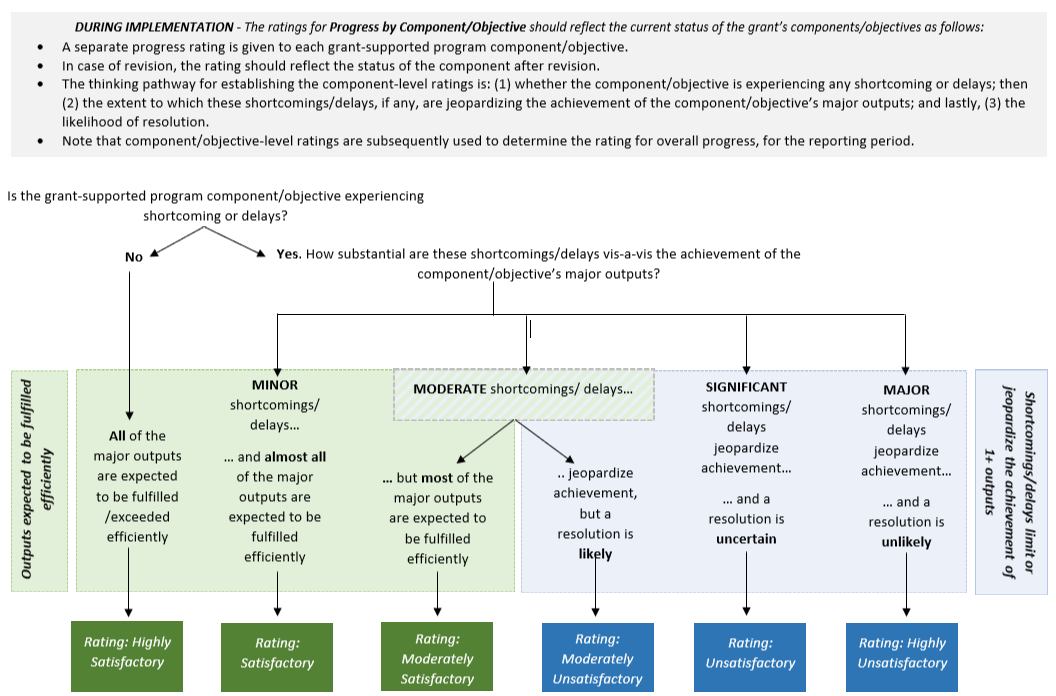 DURING IMPLEMENTATION - The ratings for Progress by Component/Objective should reflect the current status of the grant's components/objectives as follows:
• A separate progress rating is given to each grant-supported program component/objective.
• In case of revision, the rating should reflect the status of the component after revision.
• The thinking pathway for establishing the component-level ratings is: (1) whether the component/objective is experiencing any shortcoming or delays; then
(2) the extent to which these shortcomings/delays, if any, are jeopardizing the achievement of the component/objective's major outputs; and lastly, (3) the
likelihood of resolution.
• Note that component/objective-level ratings are subsequently used to determine the rating for overall progress, for the reporting period.
Is the grant-supported program component/objective experiencing
shortcoming or delays?
No
Yes. How substantial are these shortcomings/delays vis-a-vis the achievement of the
component/objective's major outputs?
Outputs expected to be fulfilled
efficiently
All of the
major outputs
are expected
to be fulfilled
/exceeded
efficiently
MINOR
shortcomings/
delays...
... and almost all
of the major
outputs are
expected to be
fulfilled
efficiently
MODERATE shortcomings/ delays...
... but most of the
major outputs
are expected to
be fulfilled
efficiently
.. jeopardize
achievement,
but a
resolution is
likely
SIGNIFICANT
shortcomings/
delays
jeopardize
achievement...
... and a
resolution is
uncertain
MAJOR
shortcomings/
delays
jeopardize
achievement...
... and a
resolution is
unlikely
Shortcomings/delays limit or
jeopardize the achievement of
1+ outputs
Rating: Highly
Satisfactory
Rating:
Satisfactory
Rating:
Moderately
Satisfactory
Rating:
Moderately
Unsatisfactory
Rating:
Unsatisfactory
Rating: Highly
Unsatisfactory